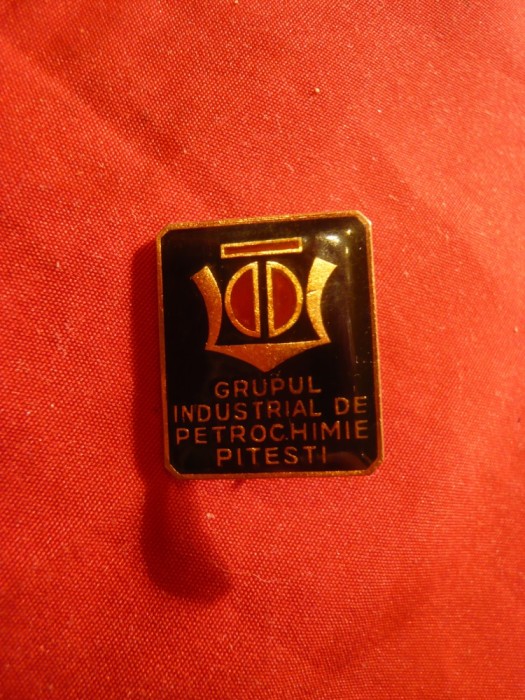 GRUPUL
INDUSTRIAL DE
PETROCHIMIE
PITESTI